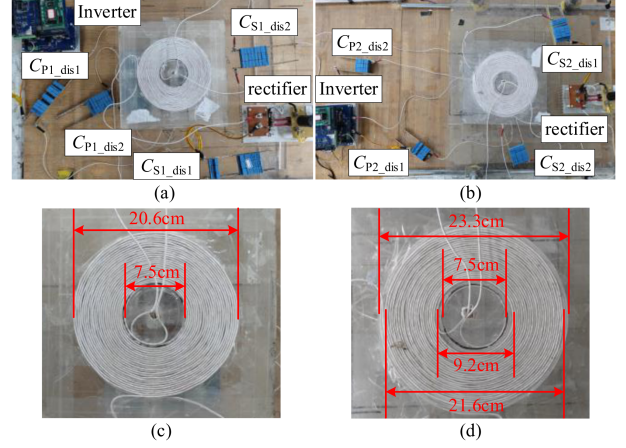 Inverter
C_S1_dis2
C_P1_dis1
rectifier
C_P1_dis2
C_S1_dis1
(a)
C_P2_dis2
C_S2_dis1
Inverter
rectifier
C_P2_dis1
C_S2_dis2
(b)
20.6cm
7.5cm
(c)
23.3cm
7.5cm
9.2cm
21.6cm
(d)